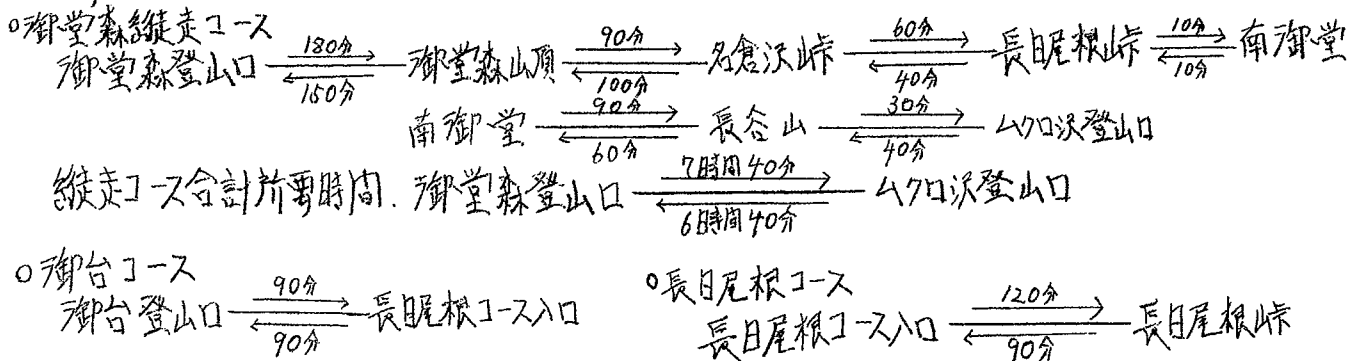 ○御堂森縦走コース
御堂森登山口 180分 150分 御堂森山頂 90分 100分 名倉沢峠 60分 40分 長日尾根峠 10分 10分 南御堂
南御堂 90分 60分 長谷山 30分 40分 ムクロ沢登山口
縦走コース合計所要時間. 御堂森登山口 7時間40分 6時間40分 ムクロ沢登山口
○御台コース ○長日尾根コース
御台登山口 90分 90分 長日尾根コース入口 長日尾根コース入口 120分 90分 長日尾根峠